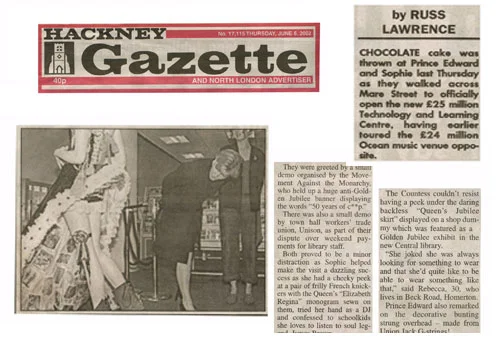 HACKNEY
No. 17,115 THURSDAY, JUNE 6, 2002
Gazette
40p
AND NORTH LONDON ADVERTISER
by RUSS
LAWRENCE
CHOCOLATE cake was
thrown at Prince Edward
and Sophie last Thursday
as they walked across
Mare Street to officially
open the new £25 million
Technology and Learning
Centre, having earlier
toured the £24 million
Ocean music venue oppo-
site.
They were greeted by a small
demo organised by the Move-
ment Against the Monarchy,
who held up a huge anti-Gold-
en Jubilee banner displaying
the words "50 years of c**p."
There was also a small demo
by town hall workers' trade
union, Unison, as part of their
dispute over weekend pay-
ments for library staff.
Both proved to be a minor
distraction as Sophie helped
make the visit a dazzling suc-
cess as she had a cheeky peek
at a pair of frilly French knick-
ers with the Queen's "Elizabeth
Regina" monogram sewn on
them, tried her hand as a DJ
and confessed to schoolkids
she loves to listen to soul leg-
The Countess couldn't resist
having a peek under the daring
backless "Queen's Jubilee
skirt" displayed on a shop dum-
my which was featured as a
Golden Jubilee exhibit in the
new Central library.
"She joked she was always
looking for something to wear
and that she'd quite like to be
able to wear something like
that," said Rebecca, 30, who
lives in Beck Road, Homerton.
Prince Edward also remarked
on the decorative bunting
strung overhead – made from
Union Jack G-strings!